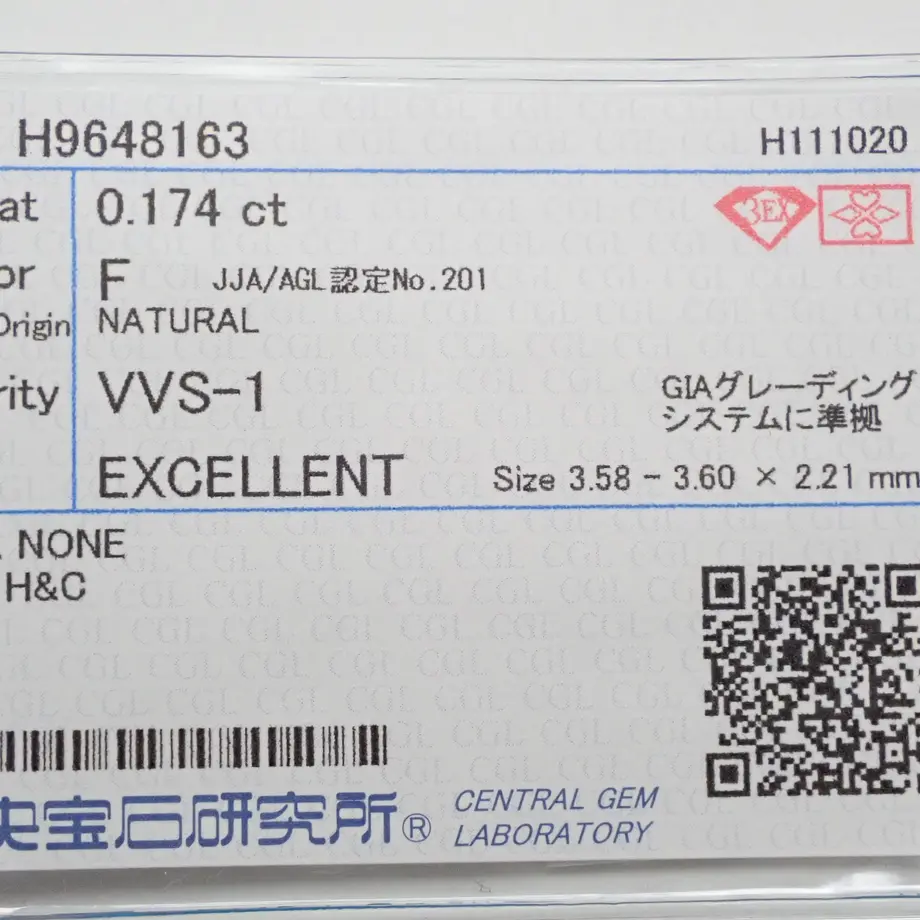 H9648163 H111020
at 0.174 ct 3EX
or F JJA/AGL認定No.201
Origin NATURAL
rity VVS-1 GIAグレーディング
システムに準拠
EXCELLENT Size 3.58 - 3.60 × 2.21 mm
NONE
H&C
央宝石研究所® CENTRAL GEM
LABORATORY